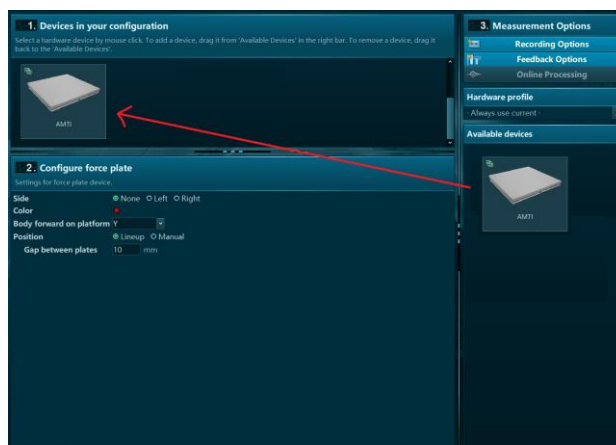 1. Devices in your configuration
Select a hardware device by mouse click. To add a device, drag it from 'Available Devices' in the right bar. To remove a device, drag it
back to the 'Available Devices'.
AMTI
2. Configure force plate
Settings for force plate device.
Side None Left Right
Color
Body forward on platform Y
Position Lineup Manual
Gap between plates 10 mm
3. Measurement Options
Recording Options
Feedback Options
Online Processing
Hardware profile
- Always use current -
Available devices
AMTI